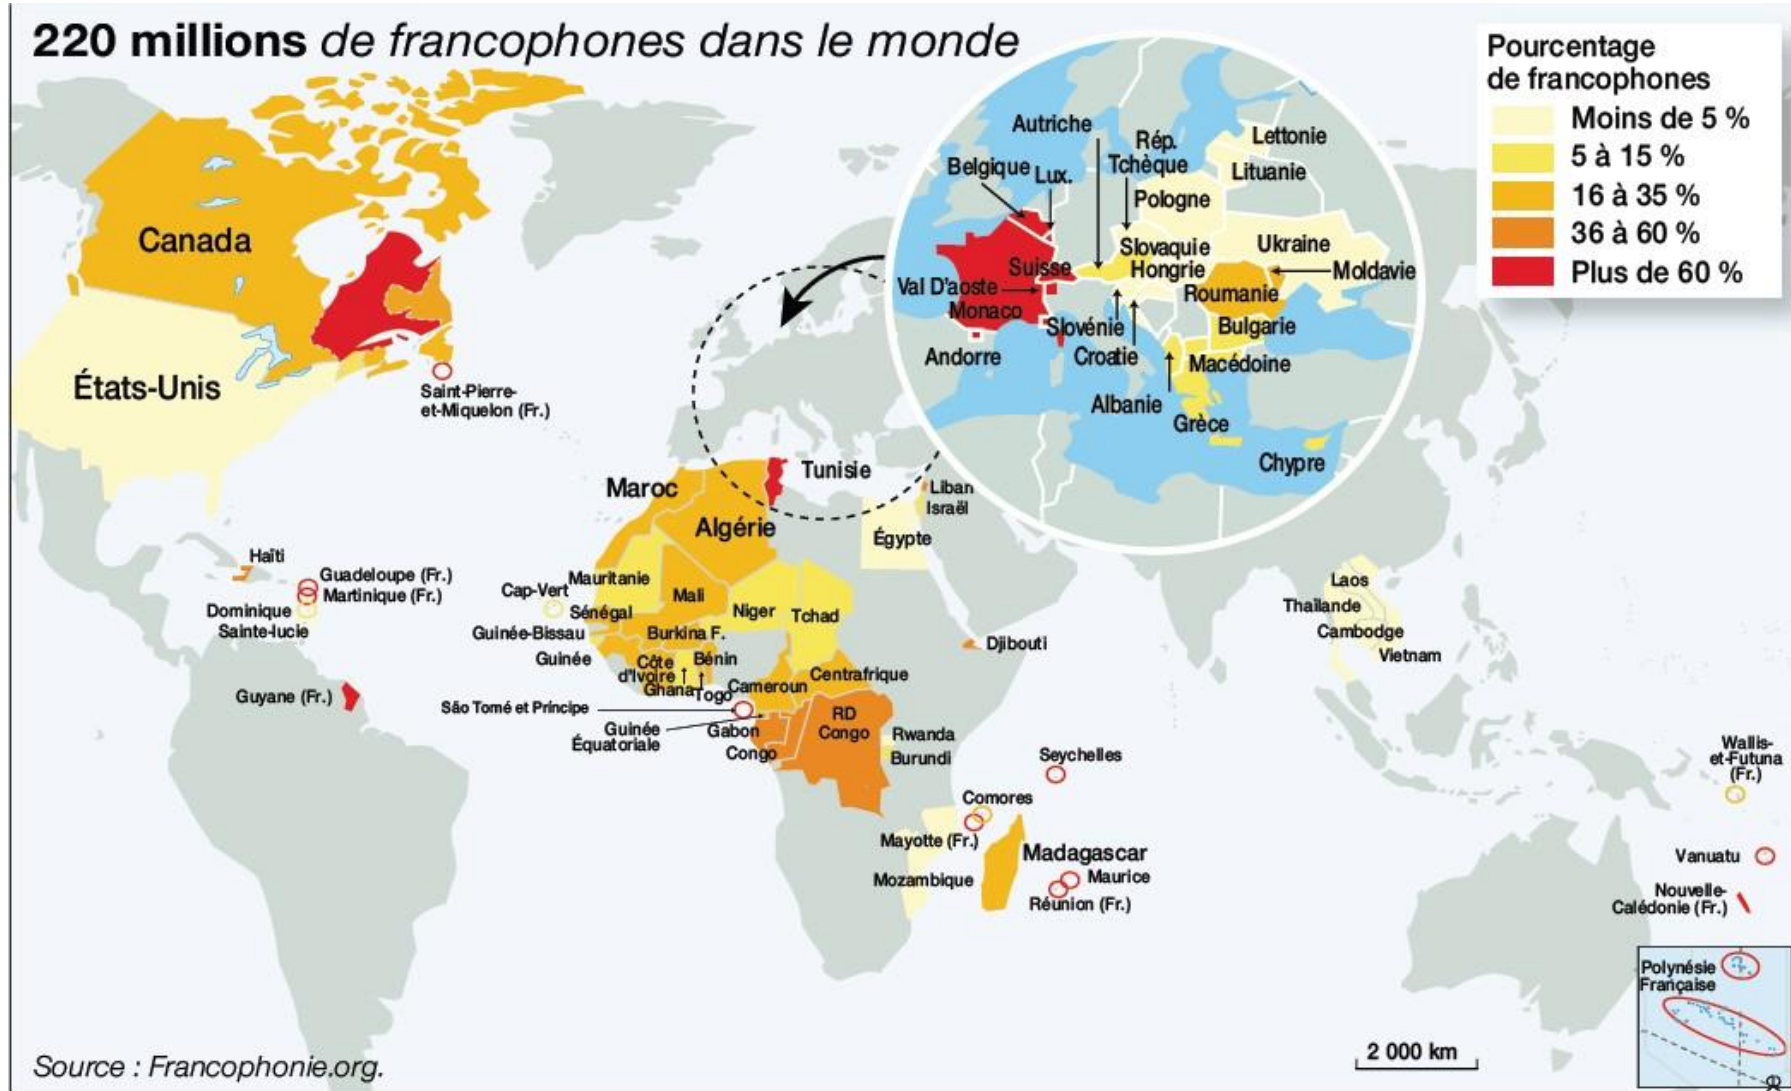 220 millions de francophones dans le monde
Pourcentage
de francophones
Moins de 5 %
5 à 15 %
16 à 35 %
36 à 60 %
Plus de 60 %
Autriche
Rép.
Tchèque
Lettonie
Belgique
Lux.
Lituanie
Pologne
Slovaquie
Ukraine
Suisse
Hongrie
Moldavie
Val D'aoste
Roumanie
Monaco
Slovénie
Bulgarie
Andorre
Croatie
Macédoine
Albanie
Grèce
Chypre
Canada
États-Unis
Saint-Pierre-
et-Miquelon (Fr.)
Tunisie
Maroc
Liban
Israël
Algérie
Égypte
Haïti
Guadeloupe (Fr.)
Martinique (Fr.)
Dominique
Sainte-lucie
Guyane (Fr.)
Mauritanie
Cap-Vert
Mali
Niger
Tchad
Sénégal
Guinée-Bissau
Burkina F.
Guinée
Côte
d'Ivoire
Bénin
Ghana
Togo
Cameroun
Centrafrique
Djibouti
São Tomé et Príncipe
Guinée
Équatoriale
Gabon
Congo
RD
Congo
Rwanda
Burundi
Laos
Thaïlande
Cambodge
Vietnam
Seychelles
Comores
Mayotte (Fr.)
Madagascar
Mozambique
Maurice
Réunion (Fr.)
Wallis-
et-Futuna
(Fr.)
Vanuatu
Nouvelle-
Calédonie (Fr.)
Polynésie
Française
2 000 km
Source : Francophonie.org.